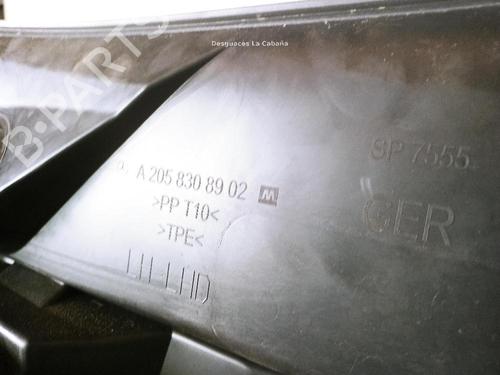 Desguaces La Cabaña
B-PARTS
SP 7555
A 205 830 89 02 M
>PP T10<
GER
>TPE<